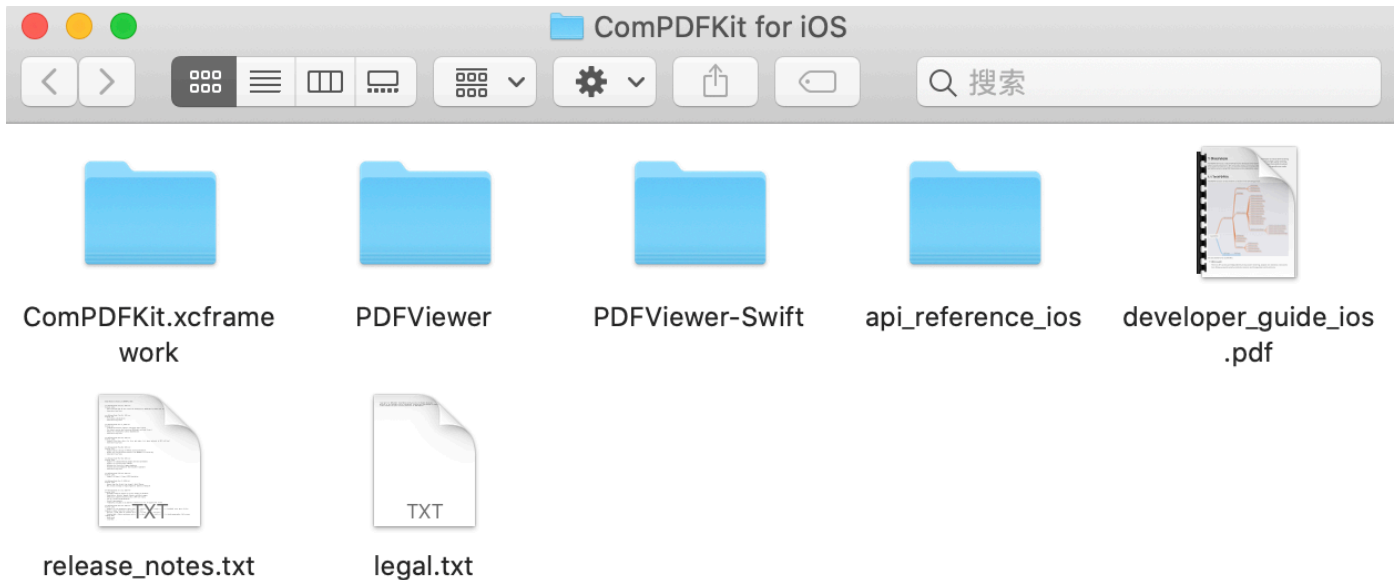 ComPDFKit for iOS
搜索
ComPDFKit.xcframe
work
PDFViewer
PDFViewer-Swift
api_reference_ios
developer_guide_ios
.pdf
TXT
release_notes.txt
TXT
legal.txt